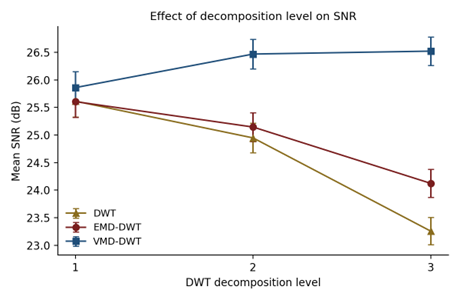 Effect of decomposition level on SNR
Mean SNR (dB)
26.5
26.0
25.5
25.0
24.5
24.0
23.5
23.0
DWT
EMD-DWT
VMD-DWT
1 2 3
DWT decomposition level